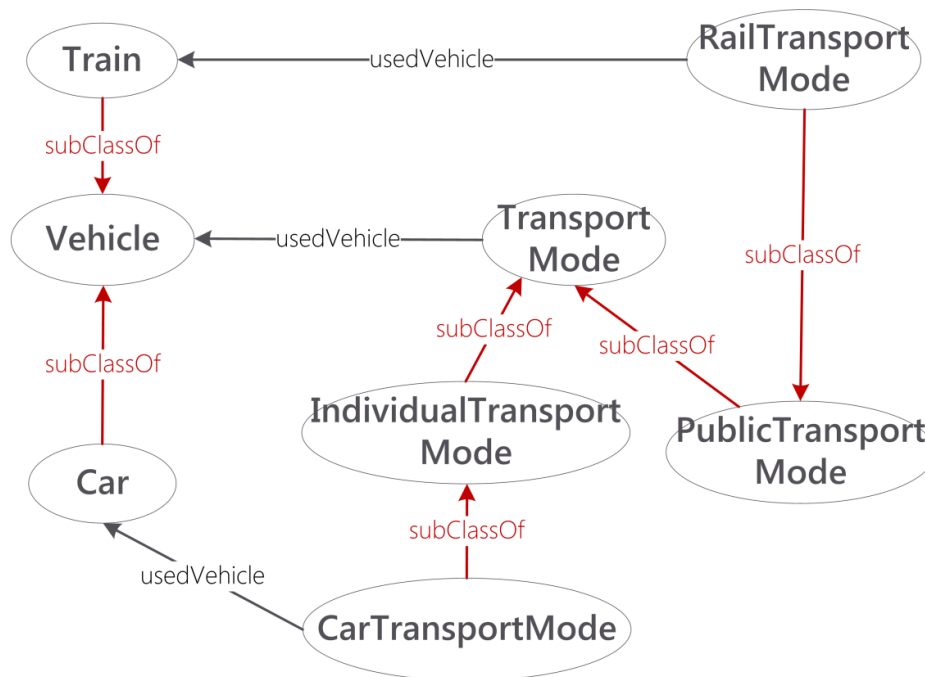 RailTransport
Mode
Train
usedVehicle
subClassOf
Transport
Mode
Vehicle
usedVehicle
subClassOf
subClassOf
subClassOf
subClassOf
IndividualTransport
Mode
PublicTransport
Mode
Car
subClassOf
usedVehicle
CarTransportMode